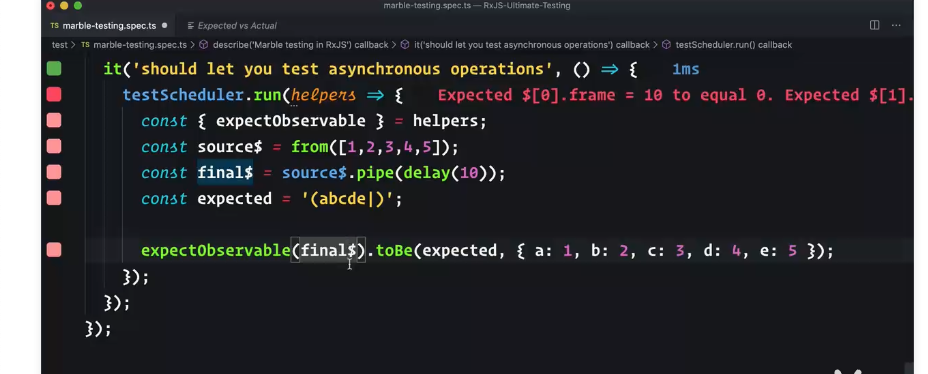 marble-testing.spec.ts — RxJS-Ultimate-Testing
TS marble-testing.spec.ts ● Expected vs Actual ...
test > TS marble-testing.spec.ts > describe('Marble testing in RxJS') callback > it('should let you test asynchronous operations') callback > testScheduler.run() callback
it('should let you test asynchronous operations', () => { 1ms
testScheduler.run(helpers => { Expected $[0].frame = 10 to equal 0. Expected $[1].
const { expectObservable } = helpers;
const source$ = from([1,2,3,4,5]);
const final$ = source$.pipe(delay(10));
const expected = '(abcde|)';
expectObservable(final$).toBe(expected, { a: 1, b: 2, c: 3, d: 4, e: 5 });
});
});
});